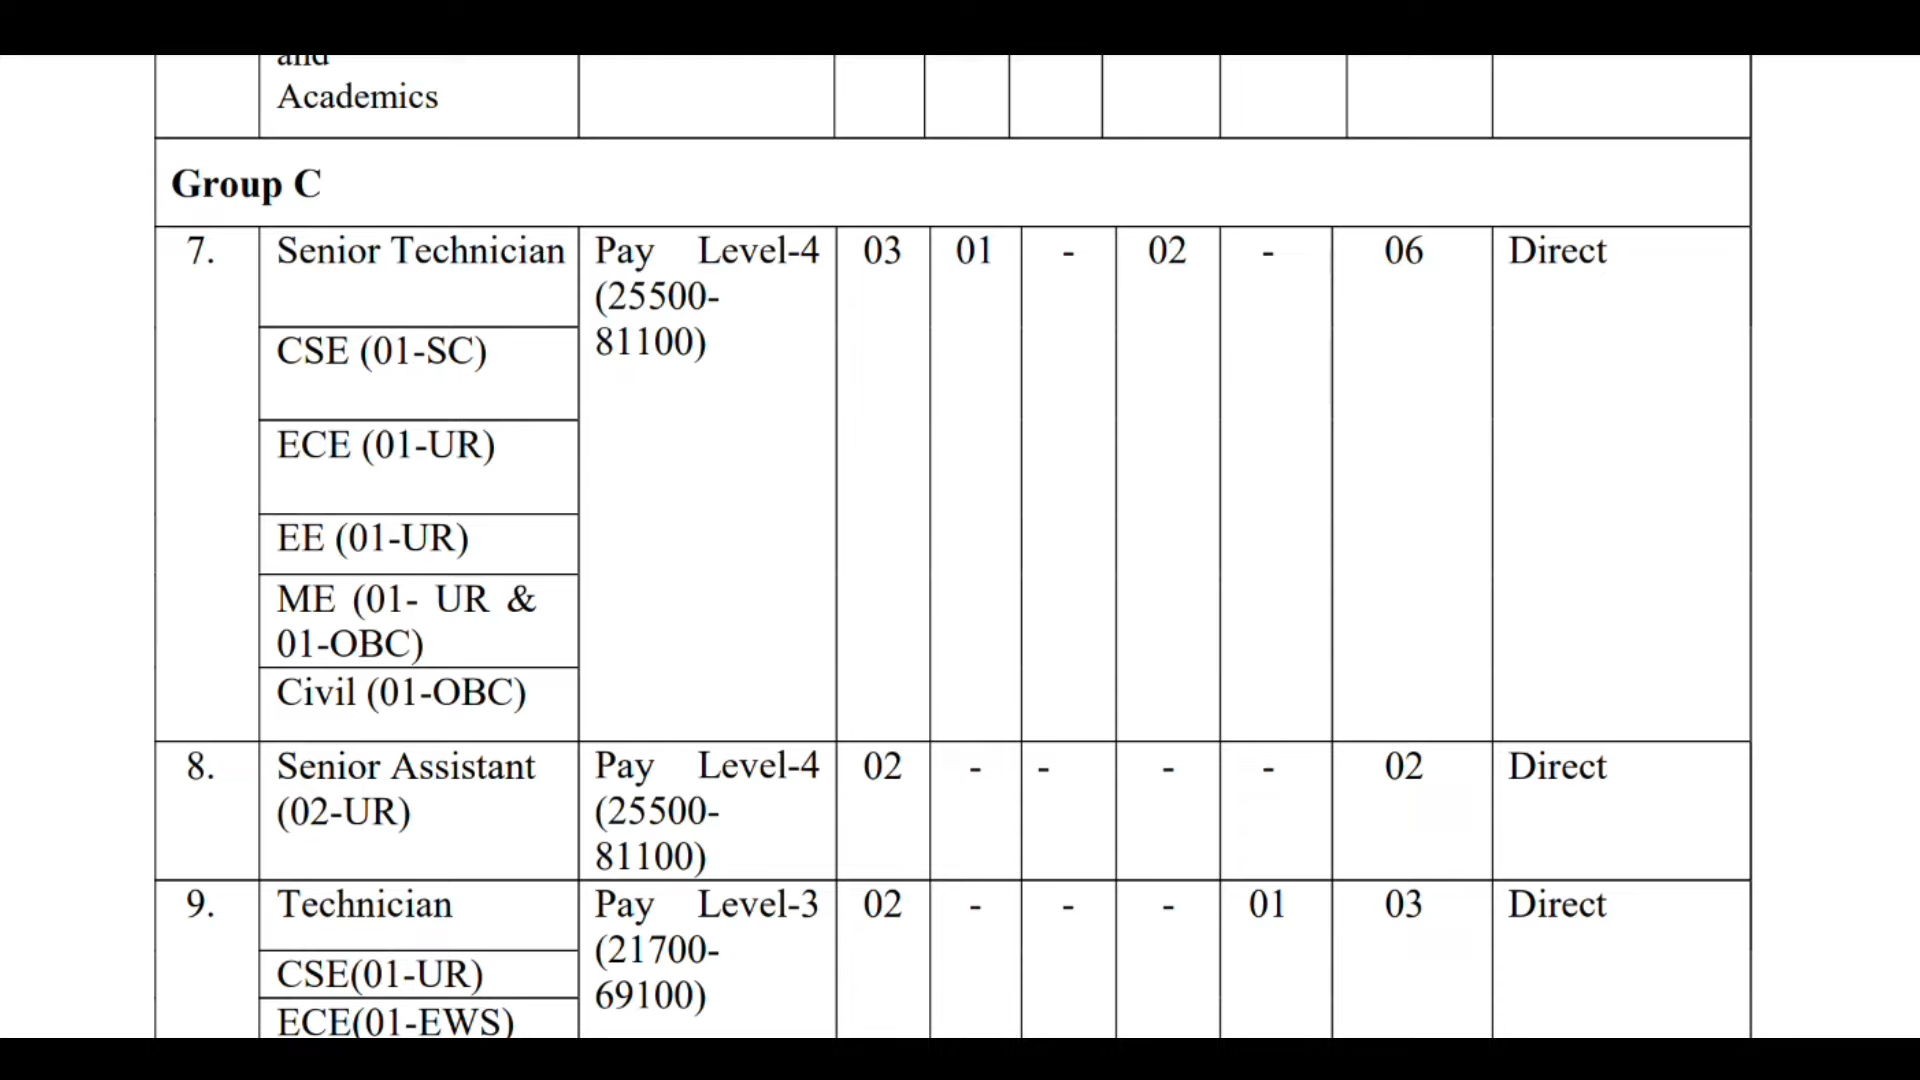 and
Academics
Group C
7. Senior Technician Pay Level-4 03 01 - 02 - 06 Direct
(25500-
81100)
CSE (01-SC)
ECE (01-UR)
EE (01-UR)
ME (01- UR &
01-OBC)
Civil (01-OBC)
8. Senior Assistant Pay Level-4 02 - - - - 02 Direct
(02-UR) (25500-
81100)
9. Technician Pay Level-3 02 - - - 01 03 Direct
(21700-
CSE(01-UR)
69100)
ECE(01-EWS)